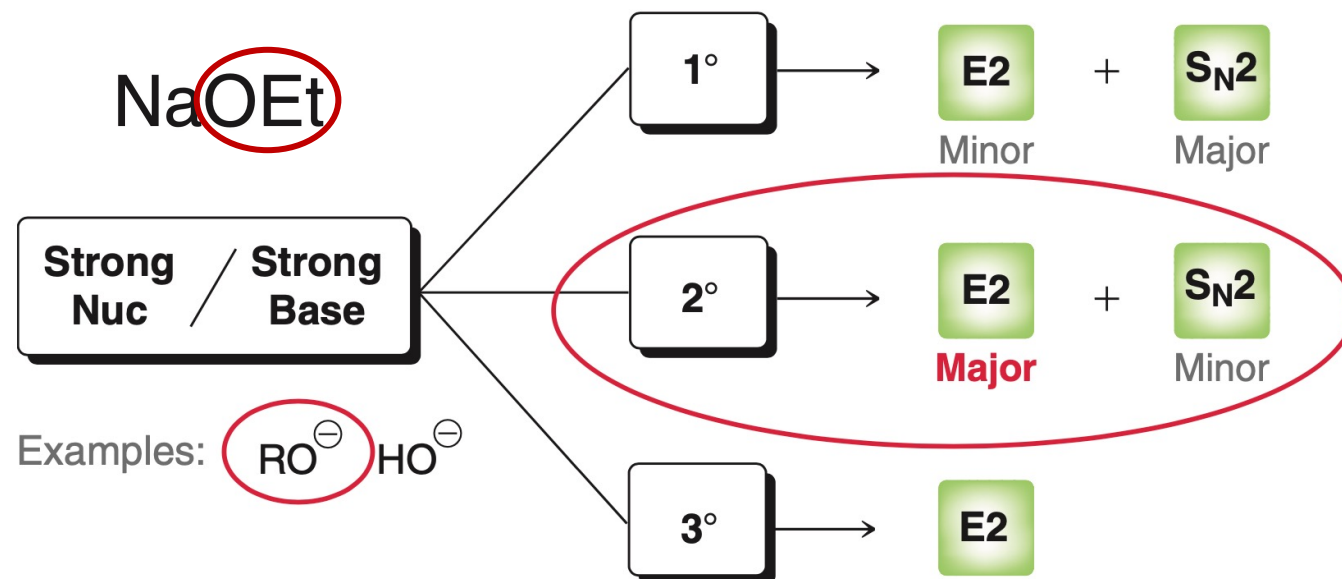 NaOEt
1° E2 + SN2
Minor Major
Strong Nuc / Strong Base
2° E2 + SN2
Major Minor
Examples: RO⊖ HO⊖
3° E2